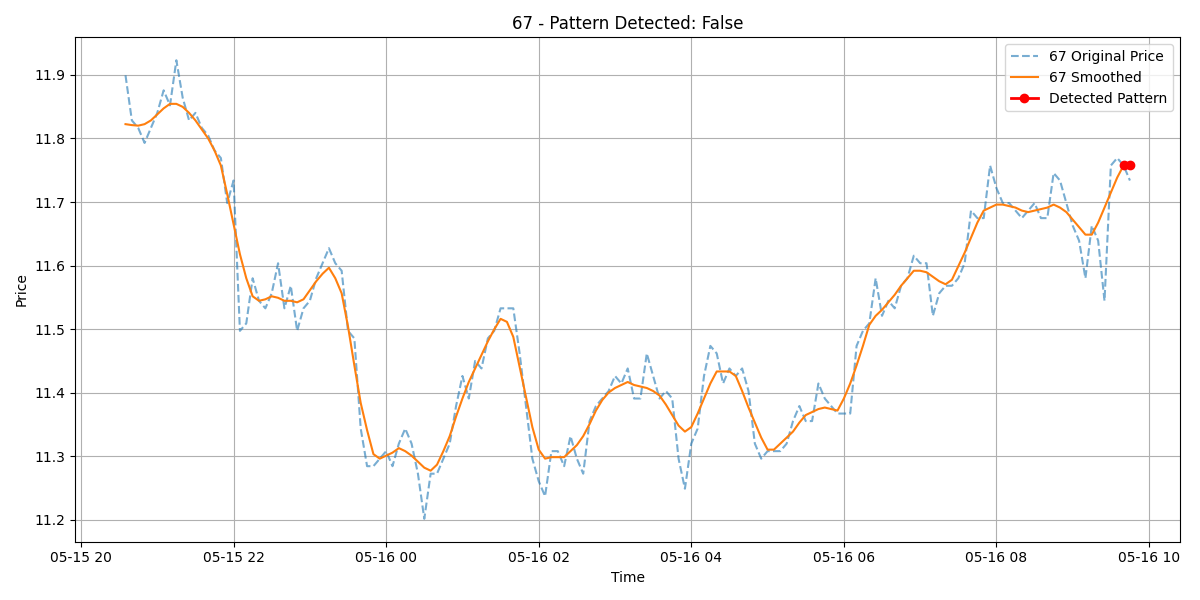 67 - Pattern Detected: False
67 Original Price
67 Smoothed
Detected Pattern
Price
11.9
11.8
11.7
11.6
11.5
11.4
11.3
11.2
05-15 20 05-15 22 05-16 00 05-16 02 05-16 04 05-16 06 05-16 08 05-16 10
Time